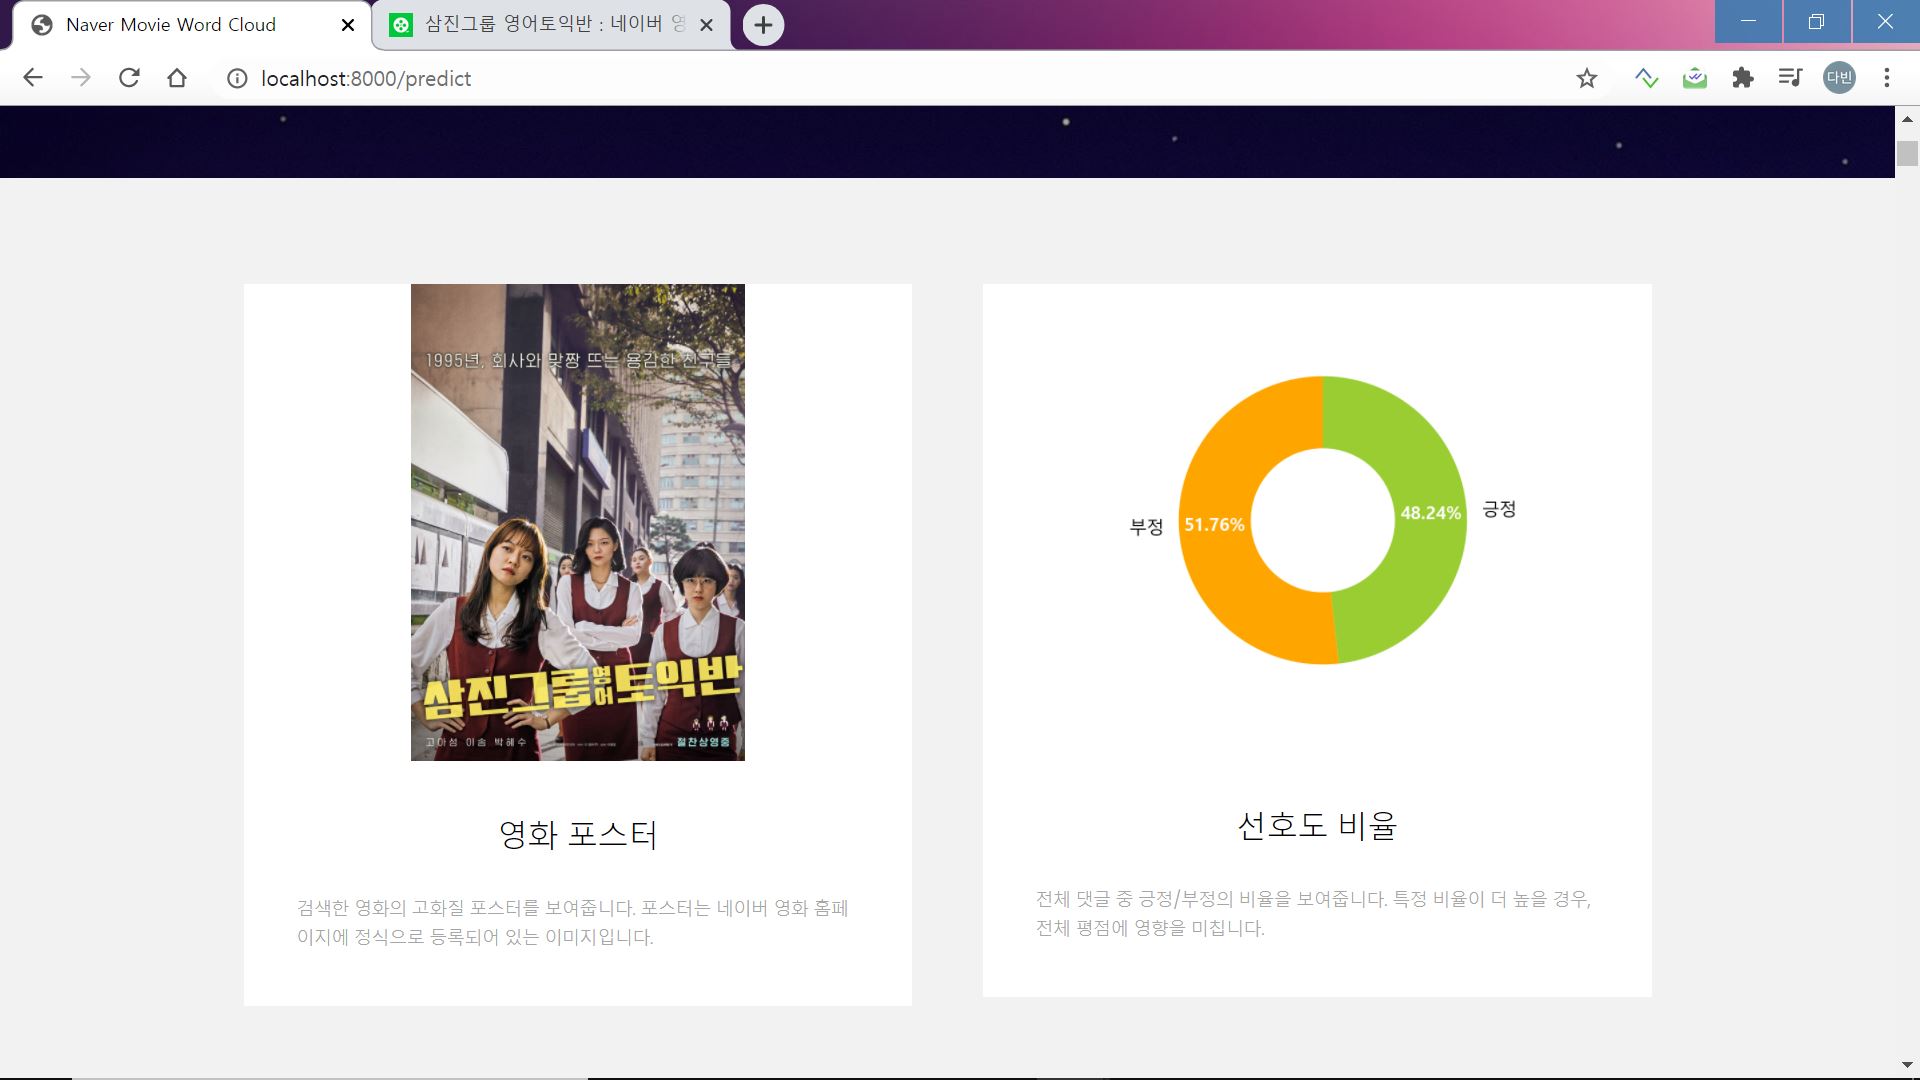 Naver Movie Word Cloud
삼진그룹 영어토익반 : 네이버 영
localhost:8000/predict
다빈
1995년, 회사와 맞짱 뜨는 용감한 친구들
삼진그룹영어토익반
고아성 이솜 박혜수
절찬상영중
영화 포스터
검색한 영화의 고화질 포스터를 보여줍니다. 포스터는 네이버 영화 홈페
이지에 정식으로 등록되어 있는 이미지입니다.
부정
51.76%
48.24%
긍정
선호도 비율
전체 댓글 중 긍정/부정의 비율을 보여줍니다. 특정 비율이 더 높을 경우,
전체 평점에 영향을 미칩니다.